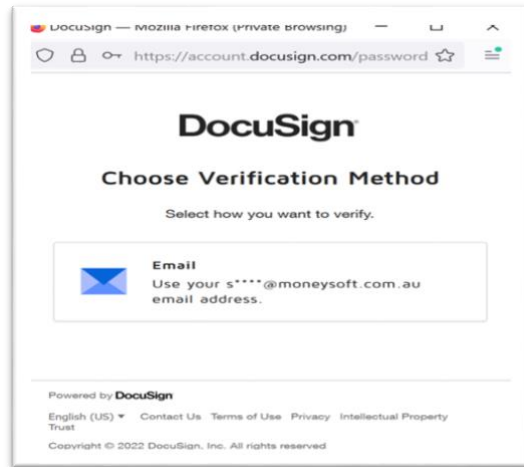 DocuSign — Mozilla Firefox (Private Browsing)
https://account.docusign.com/password
DocuSign
Choose Verification Method
Select how you want to verify.
Email
Use your s****@moneysoft.com.au
email address.
Powered by DocuSign
English (US) ▼ Contact Us Terms of Use Privacy Intellectual Property
Trust
Copyright © 2022 DocuSign, Inc. All rights reserved